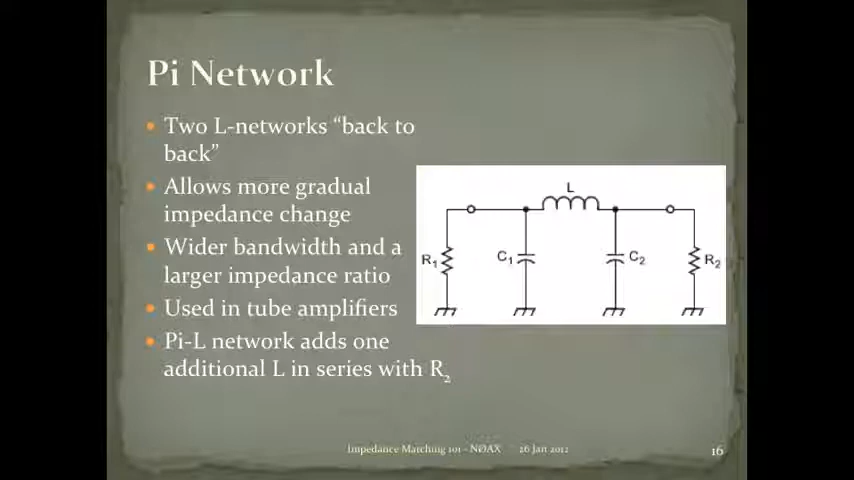 Pi Network
Two L-networks “back to
back”
Allows more gradual
impedance change
Wider bandwidth and a
larger impedance ratio
Used in tube amplifiers
Pi-L network adds one
additional L in series with R2
L
R1
C1
C2
R2
Impedance Matching 101 - NØAX 26 Jan 2012
16